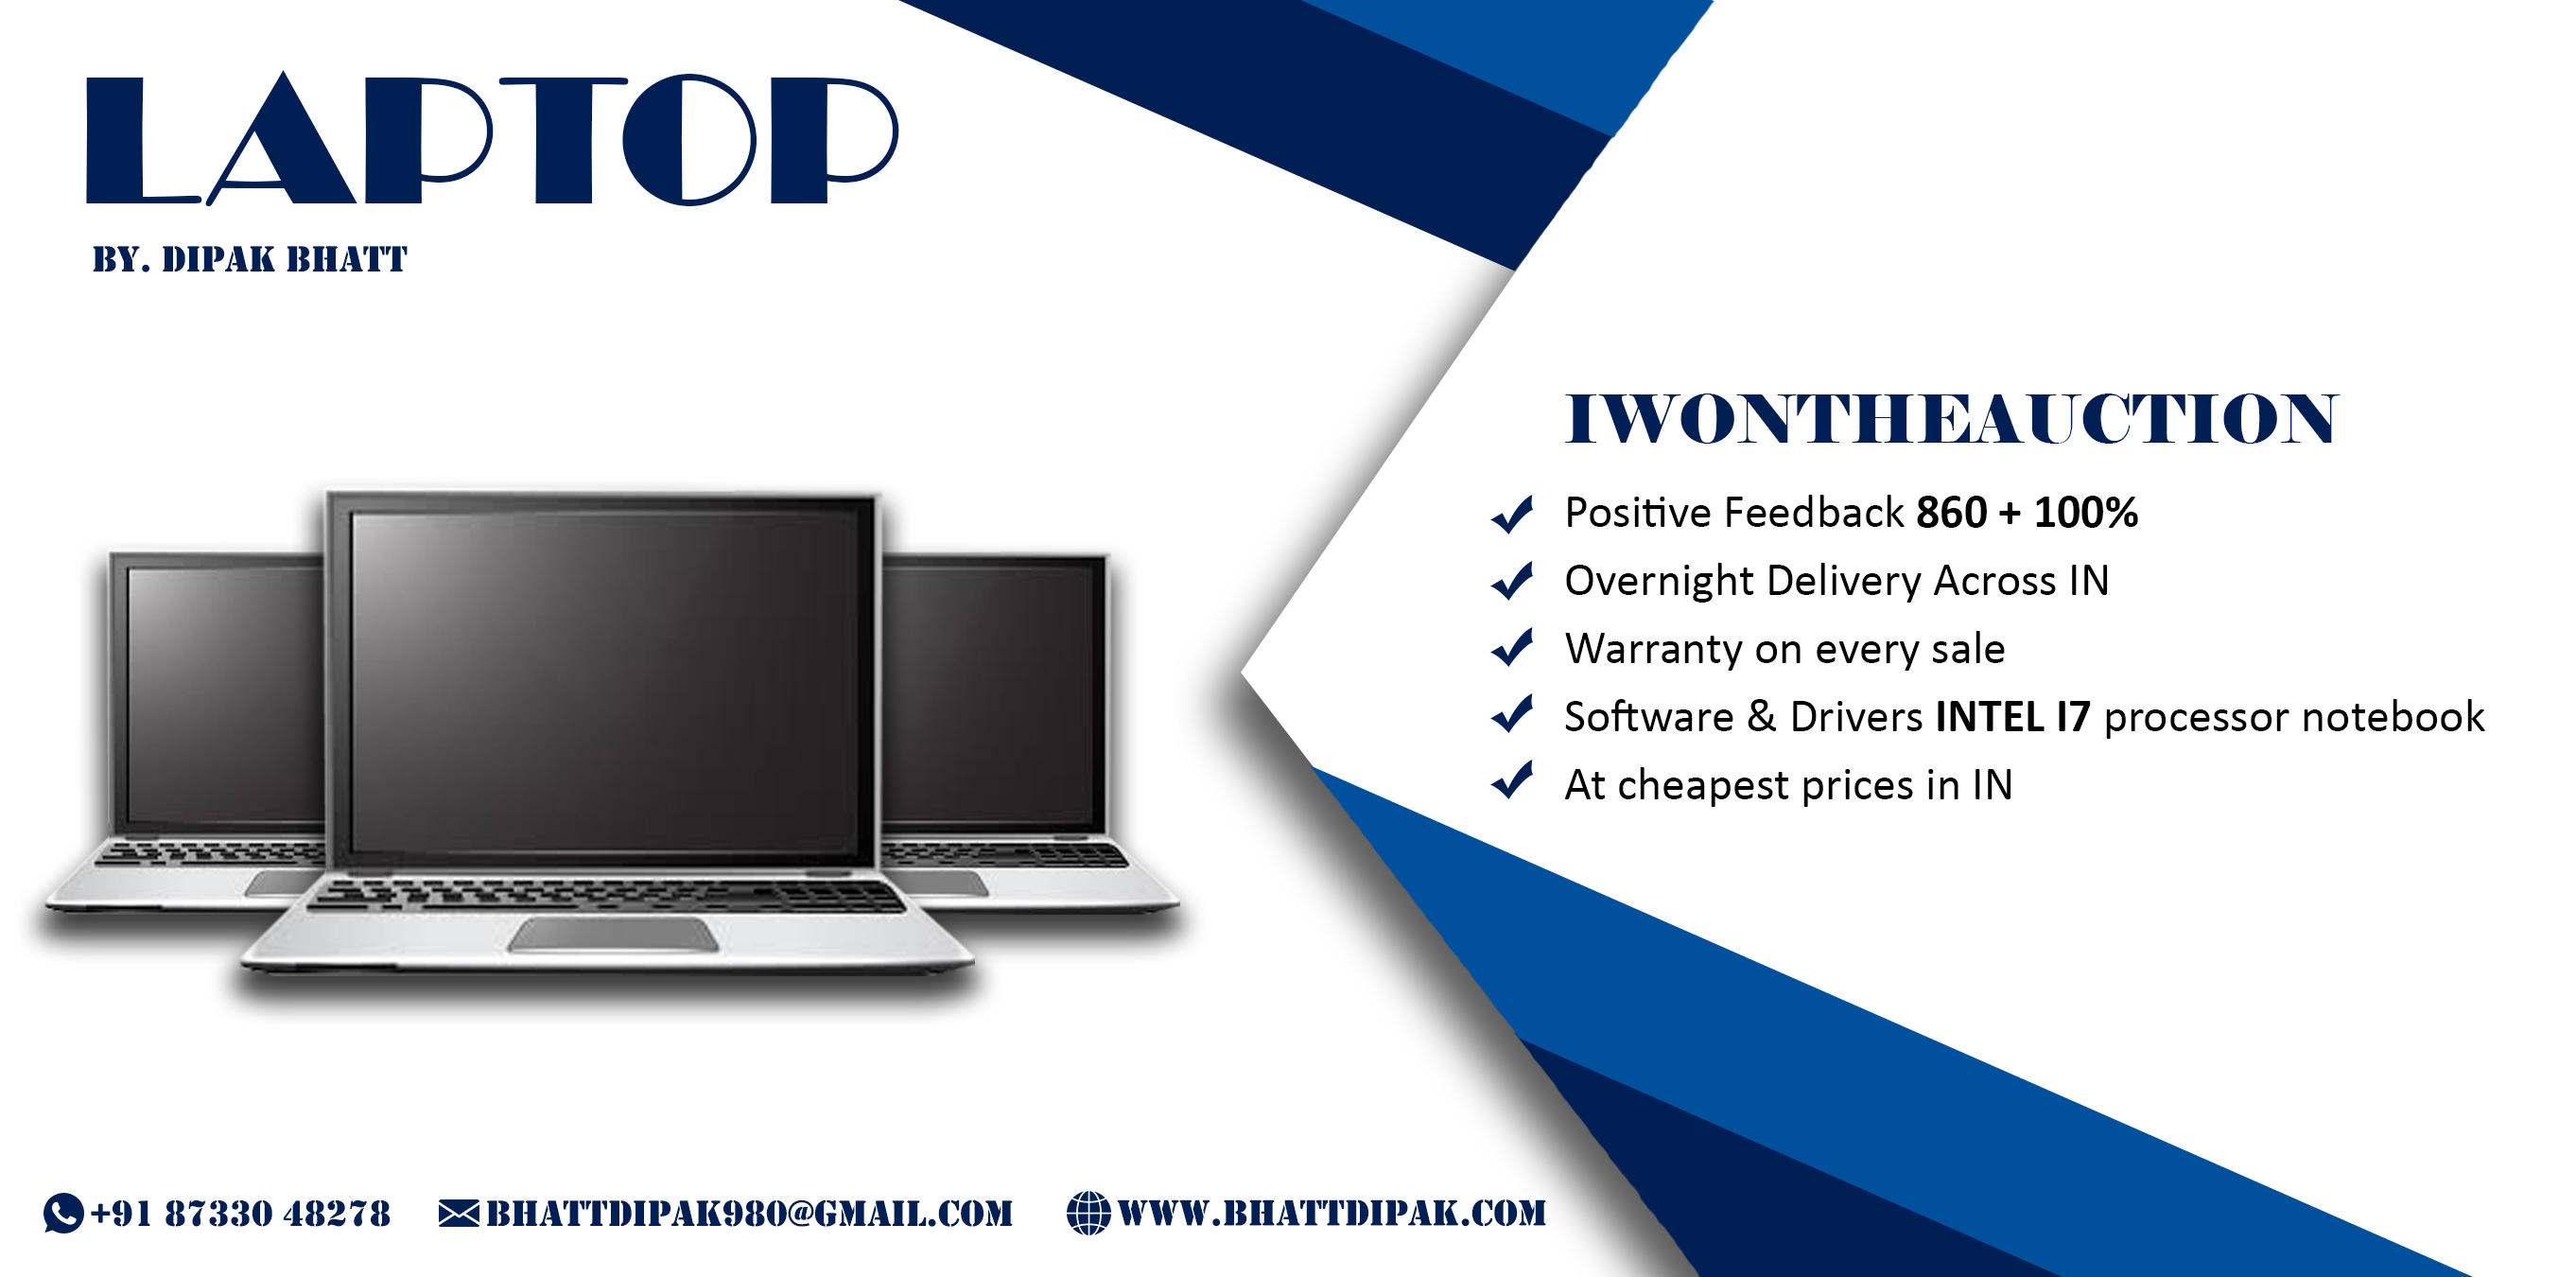 LAPTOP
BY. DIPAK BHATT
IWONTHEAUCTION
Positive Feedback 860 + 100%
Overnight Delivery Across IN
Warranty on every sale
Software & Drivers INTEL I7 processor notebook
At cheapest prices in IN
+91 87330 48278 BHATTDIPAK980@GMAIL.COM WWW.BHATTDIPAK.COM